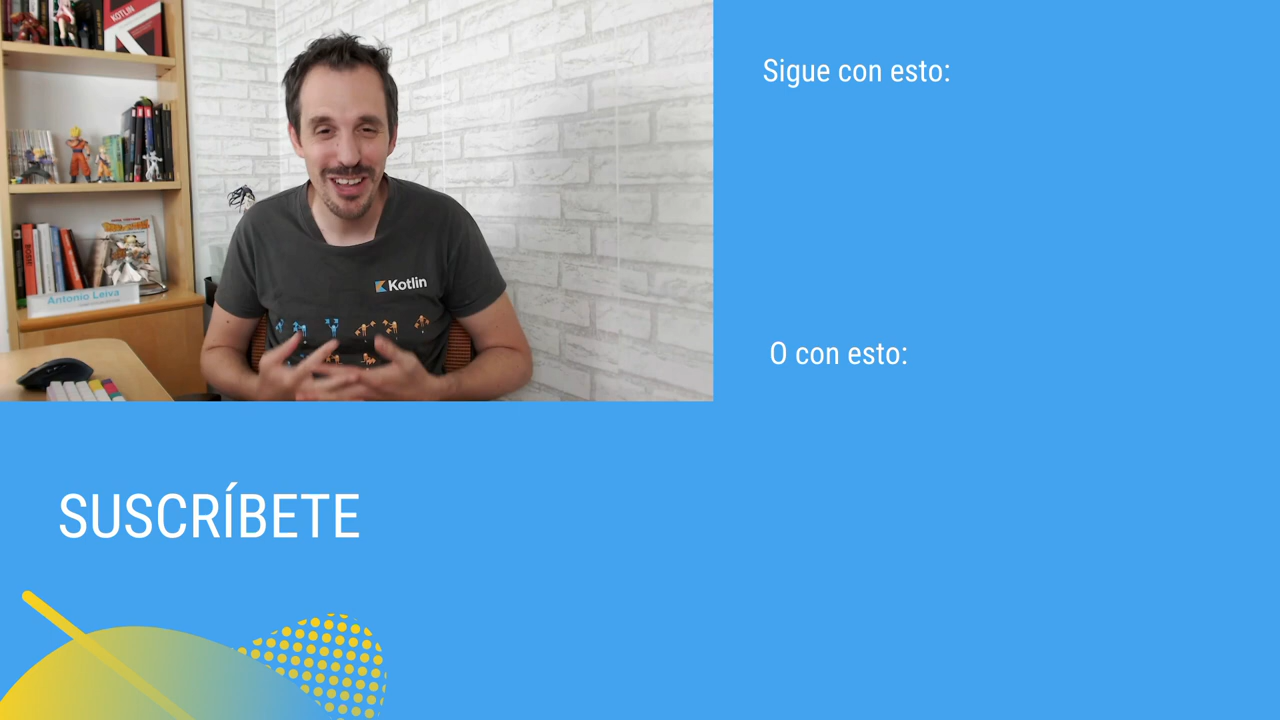 KOTLIN
Antonio Leiva
Kotlin
Sigue con esto:
O con esto:
SUSCRÍBETE